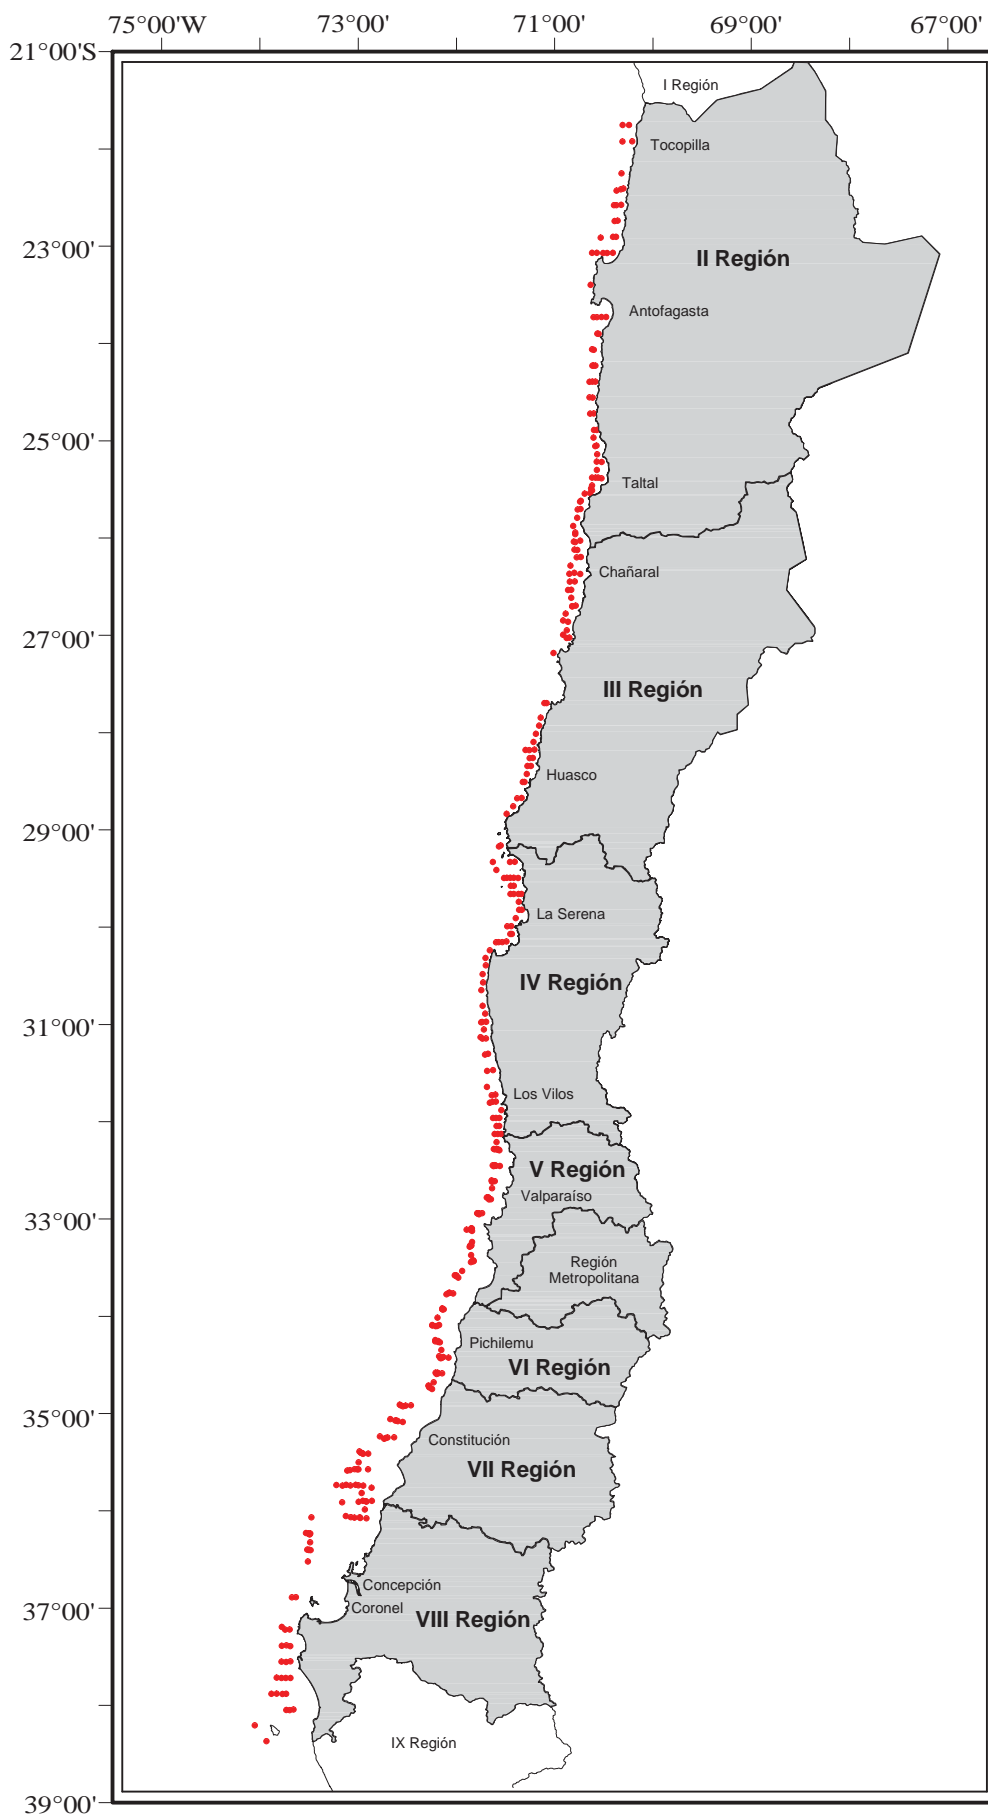 75°00'W 73°00' 71°00' 69°00' 67°00'
21°00'S
I Región
Tocopilla
23°00'
II Región
Antofagasta
25°00'
Taltal
Chañaral
27°00'
III Región
Huasco
29°00'
La Serena
IV Región
31°00'
Los Vilos
V Región
Valparaíso
33°00'
Región
Metropolitana
Pichilemu
VI Región
35°00'
Constitución
VII Región
Concepción
37°00'
Coronel
VIII Región
IX Región
39°00'